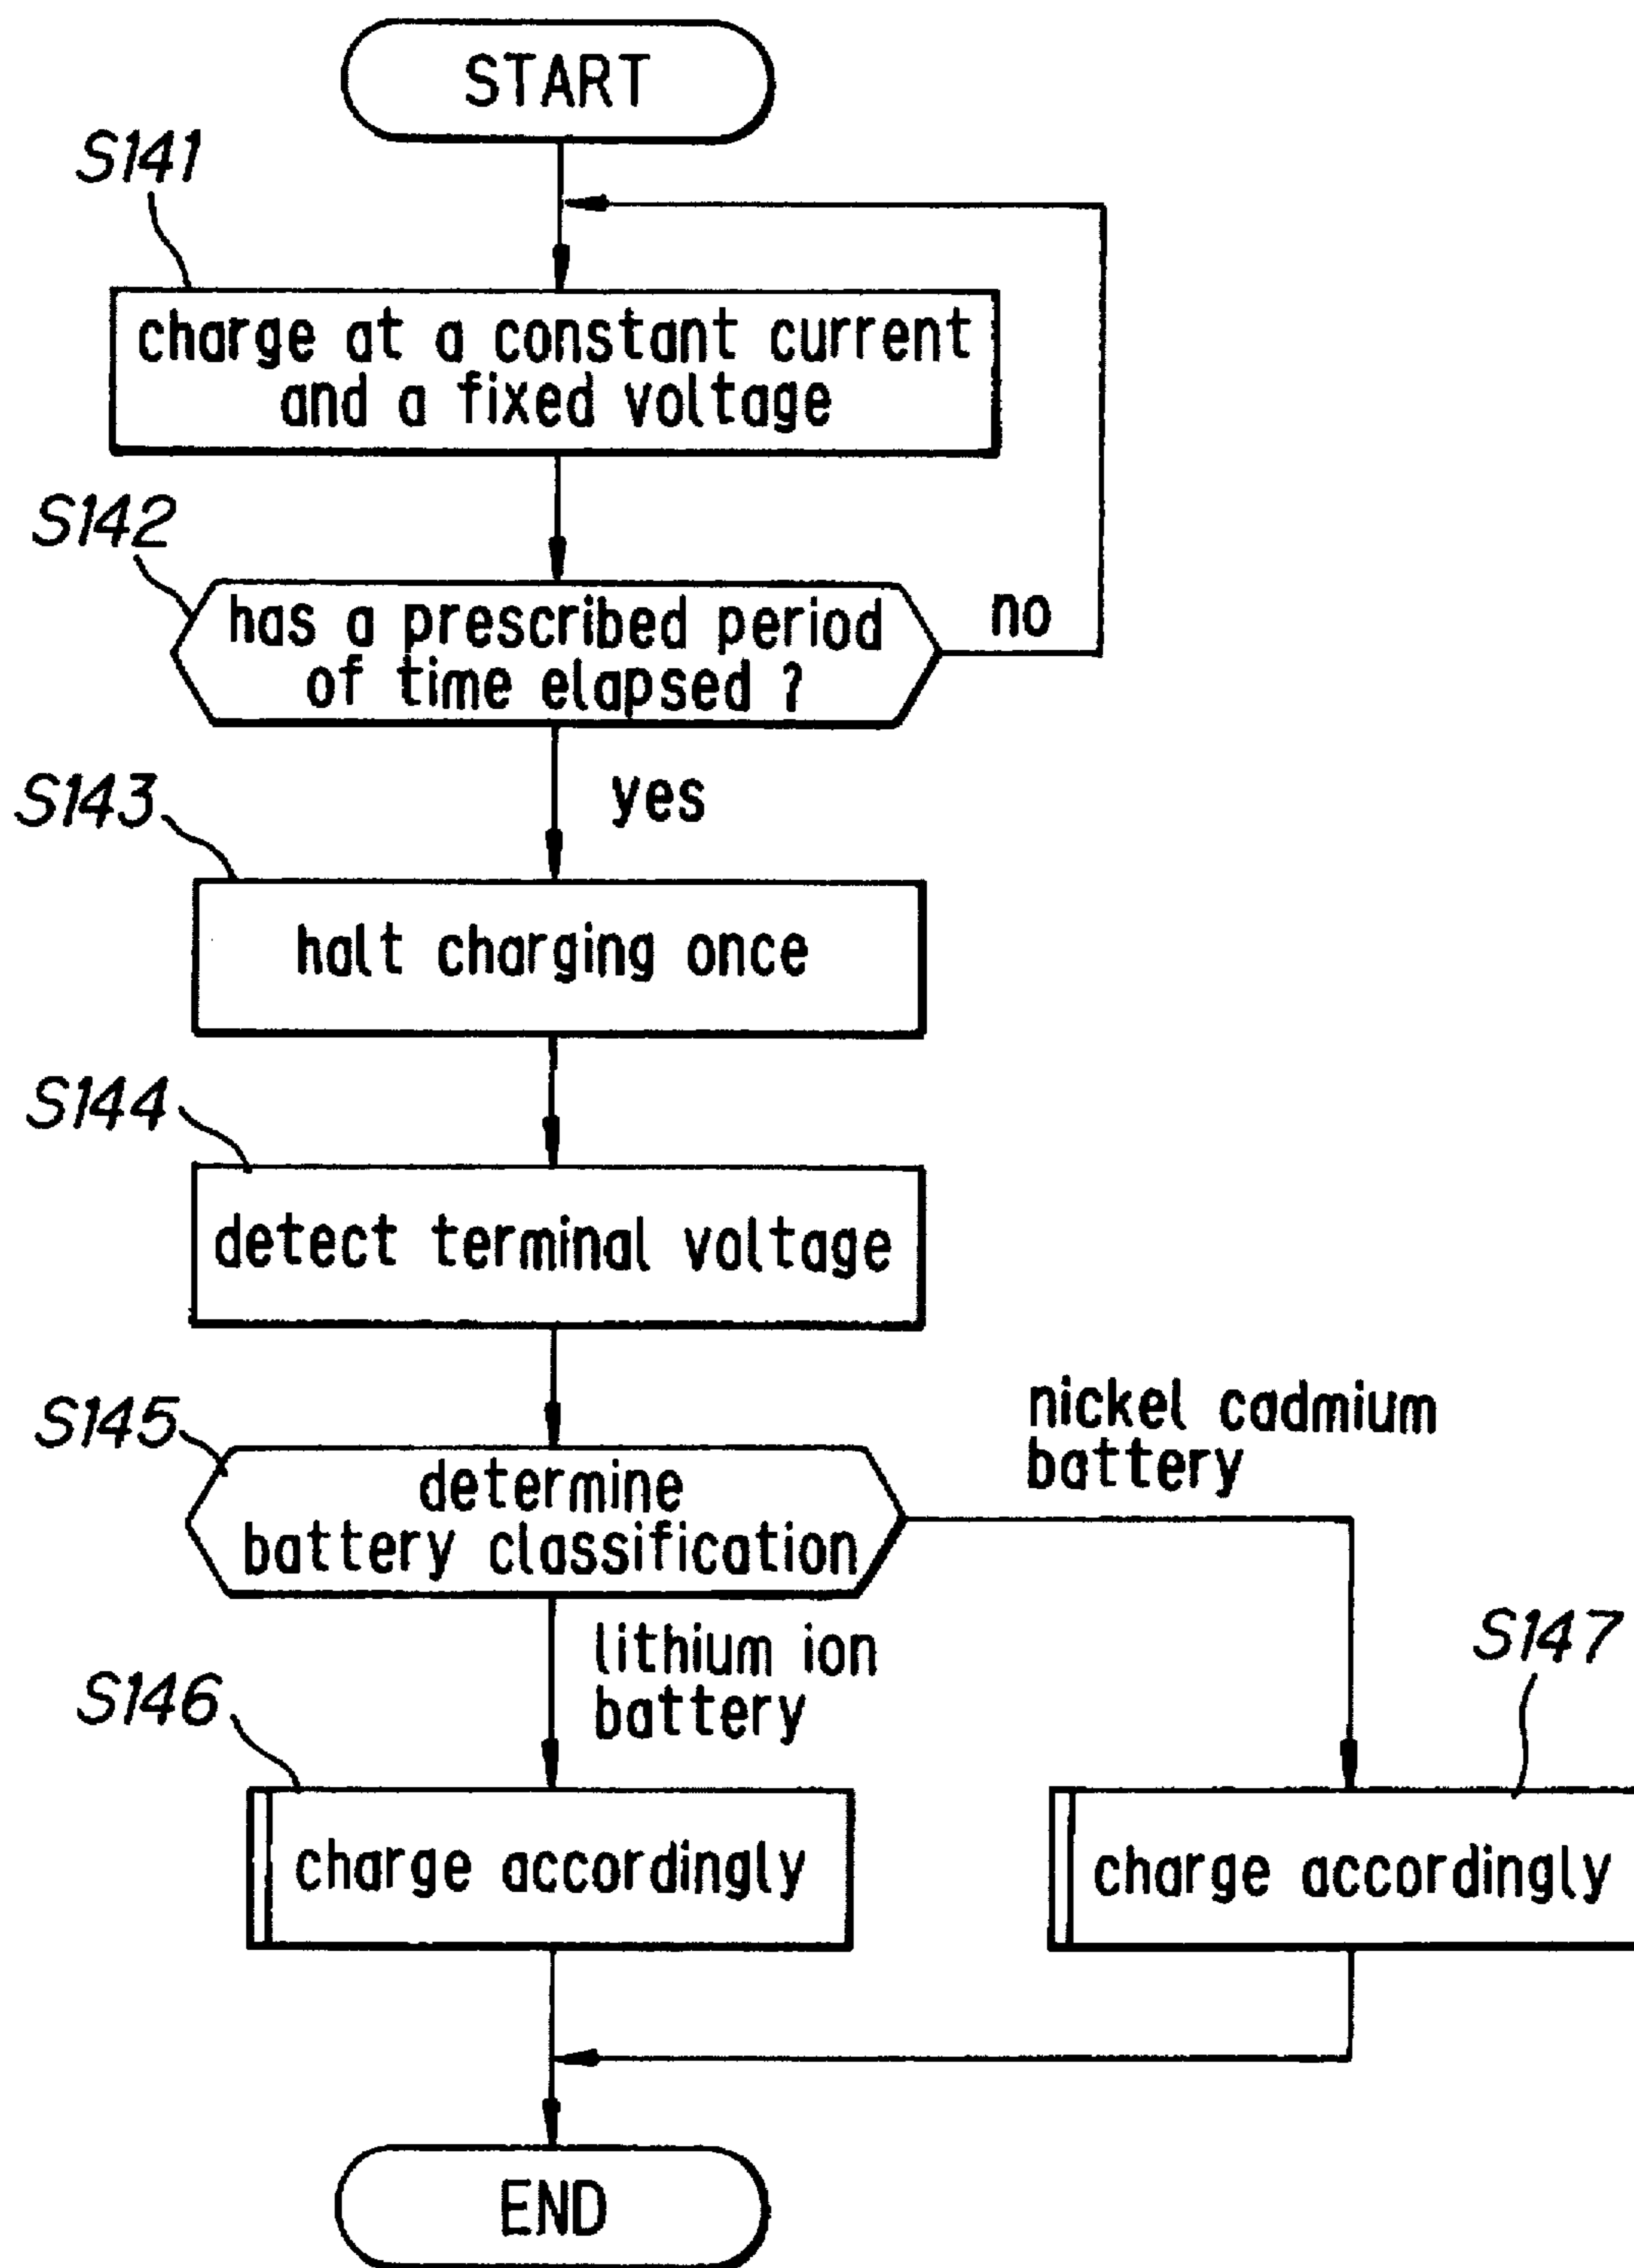 START
S141
charge at a constant current
and a fixed voltage
S142
has a prescribed period
of time elapsed ?
no
yes
S143
halt charging once
S144
detect terminal voltage
S145
determine
battery classification
nickel cadmium
battery
lithium ion
battery
S146
charge accordingly
S147
charge accordingly
END